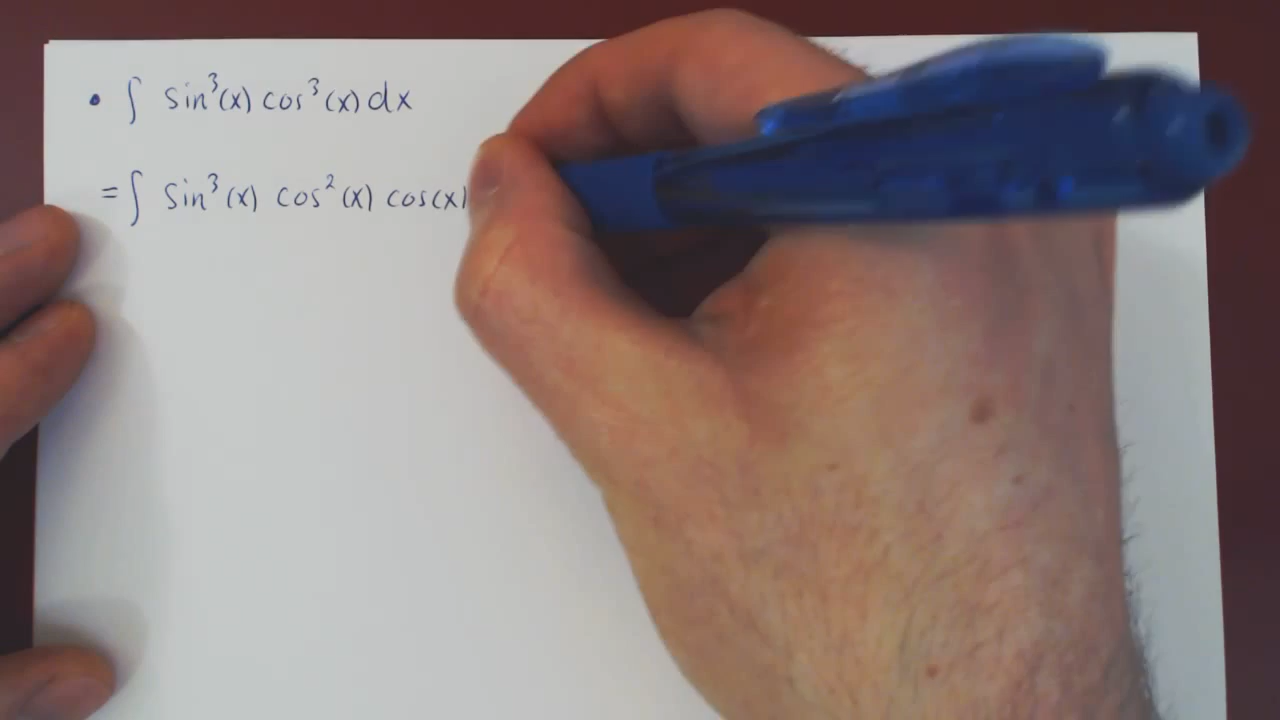 • ∫ sin³(x) cos³(x) dx
= ∫ sin³(x) cos²(x) cos(x)